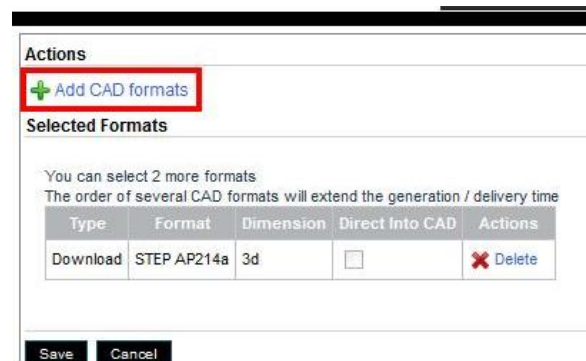 Actions
Add CAD formats
Selected Formats
You can select 2 more formats
The order of several CAD formats will extend the generation / delivery time
Type Format Dimension Direct Into CAD Actions
Download STEP AP214a 3d Delete
Save Cancel